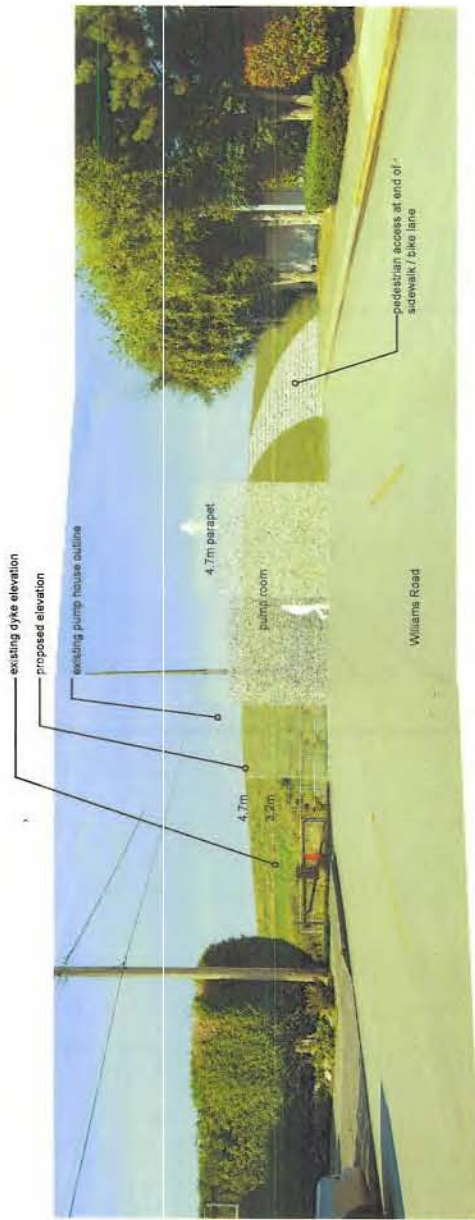 existing dyke elevation
proposed elevation
existing pump house outline
4.7m
3.2m
4.7m parapet
pump room
pedestrian access at end of
sidewalk / bike lane
Williams Road